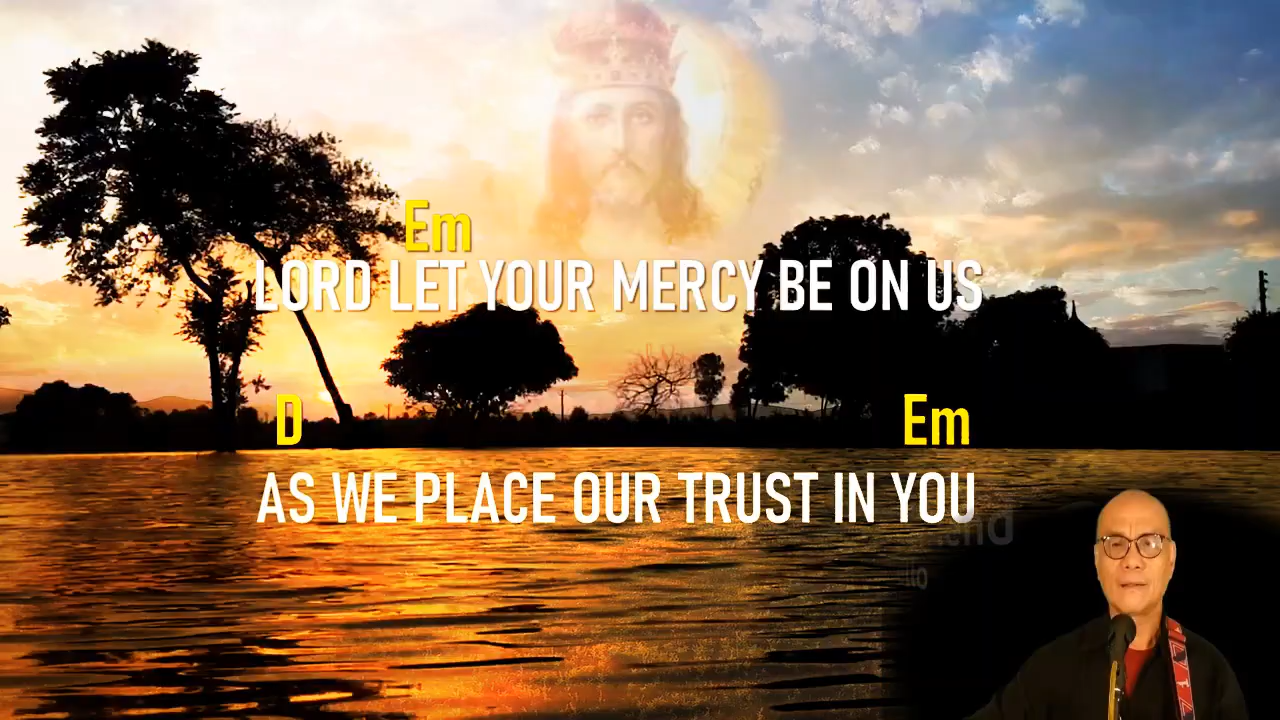 Em
LORD LET YOUR MERCY BE ON US
D Em
AS WE PLACE OUR TRUST IN YOU